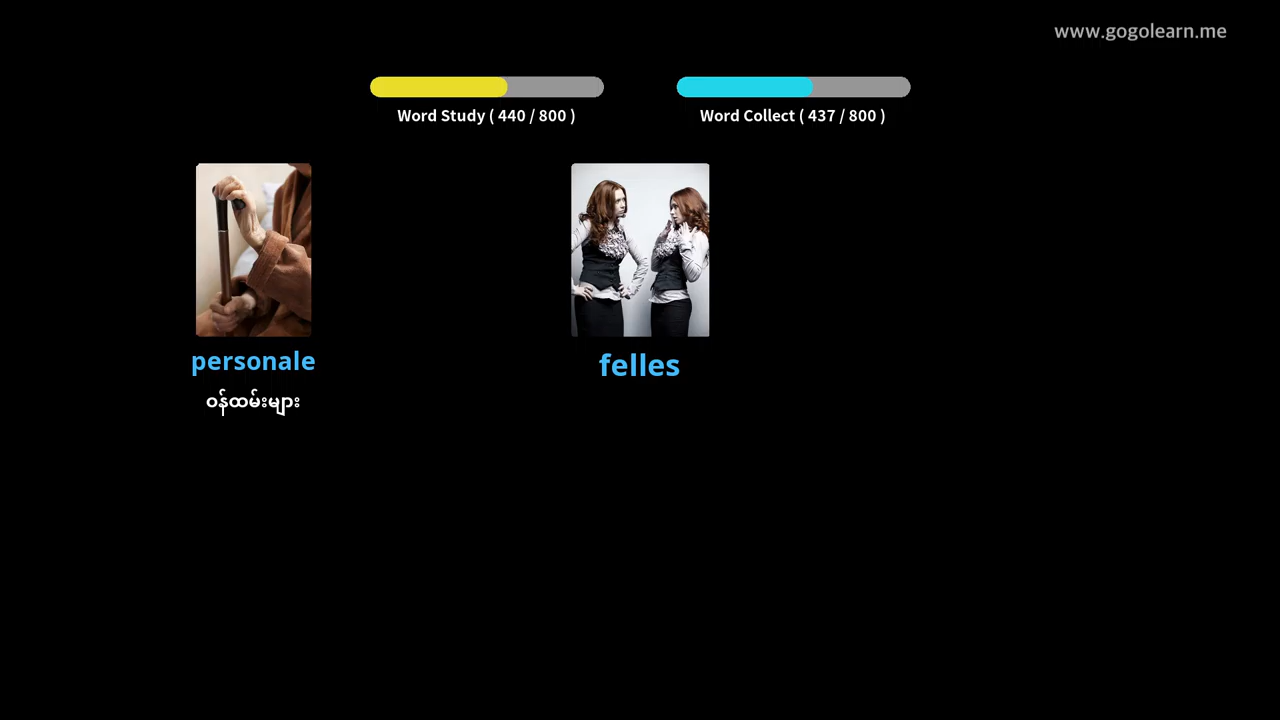 www.gogolearn.me
Word Study ( 440 / 800 )
Word Collect ( 437 / 800 )
personale
felles
ဝန်ထမ်းများ